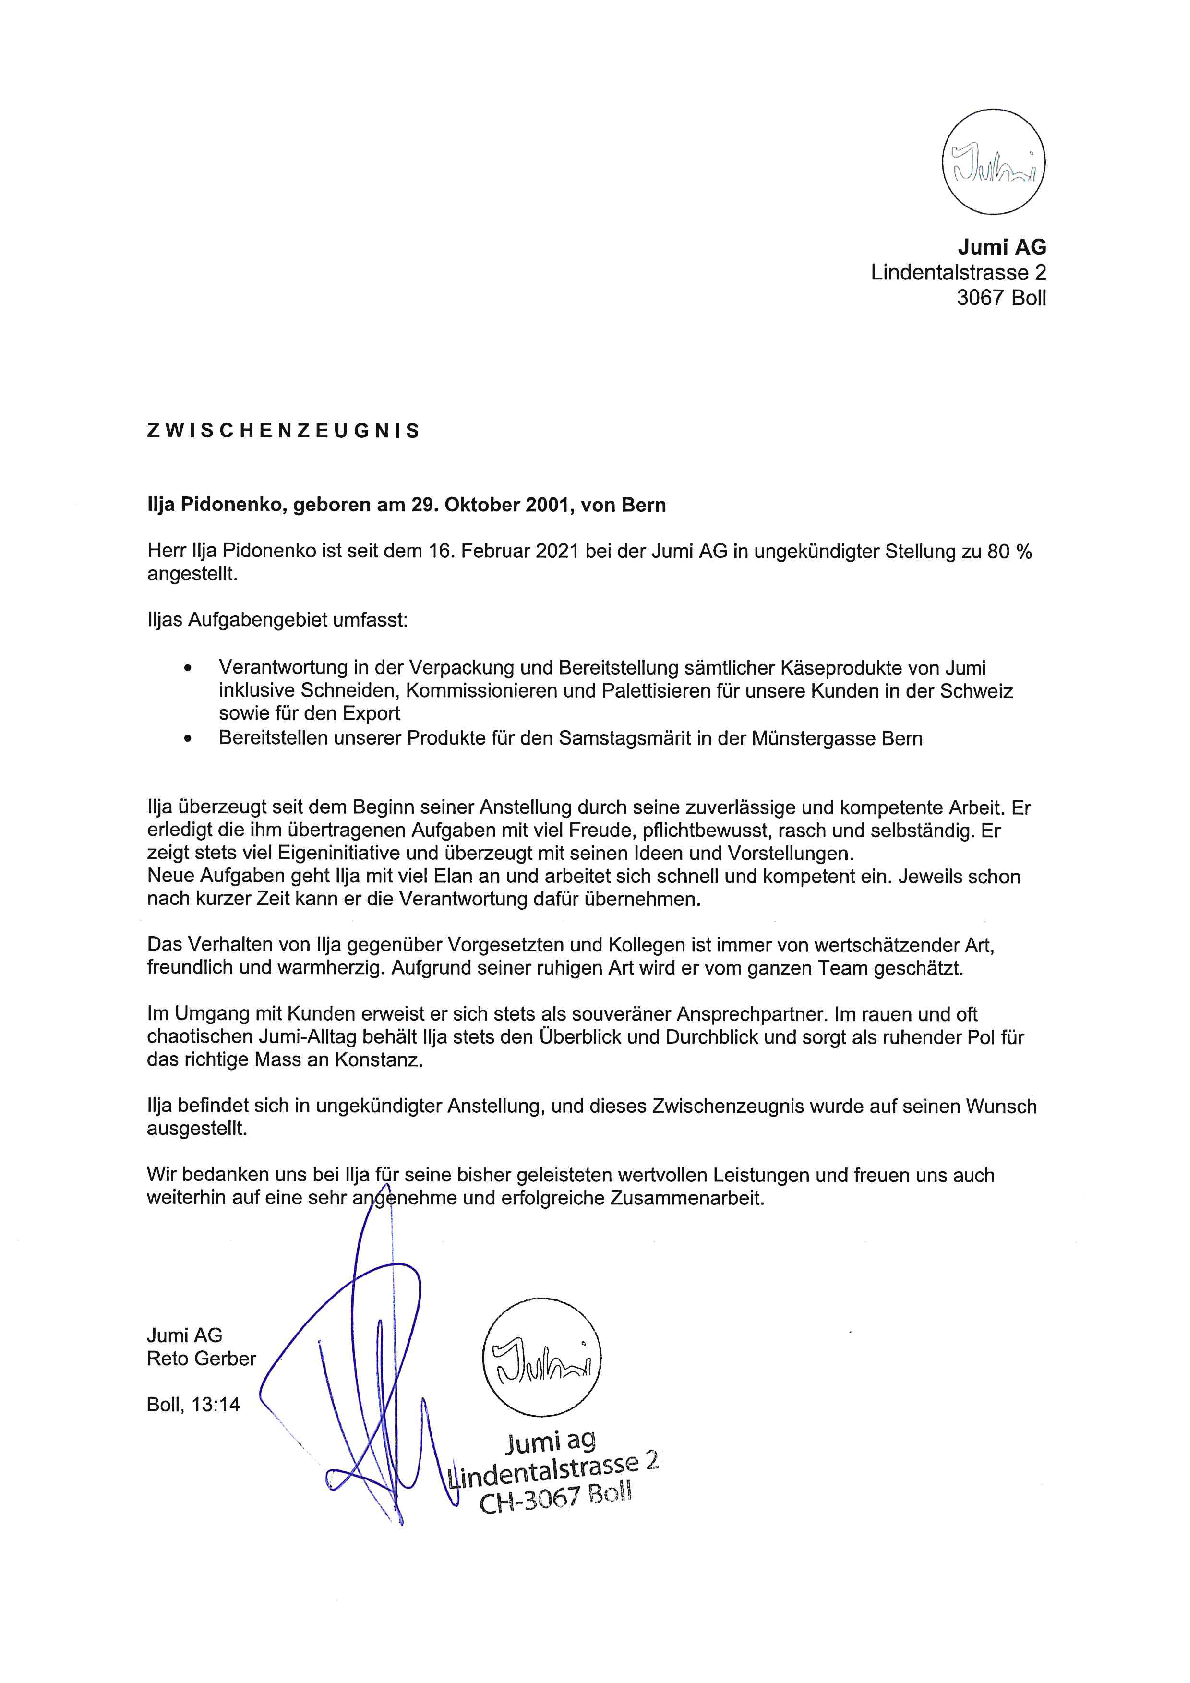 Jumi
Jumi AG
Lindentalstrasse 2
3067 Boll
ZWISCHENZEUGNIS
Ilja Pidonenko, geboren am 29. Oktober 2001, von Bern
Herr Ilja Pidonenko ist seit dem 16. Februar 2021 bei der Jumi AG in ungekündigter Stellung zu 80 %
angestellt.
Iljas Aufgabengebiet umfasst:
• Verantwortung in der Verpackung und Bereitstellung sämtlicher Käseprodukte von Jumi
inklusive Schneiden, Kommissionieren und Palettisieren für unsere Kunden in der Schweiz
sowie für den Export
• Bereitstellen unserer Produkte für den Samstagsmärit in der Münstergasse Bern
Ilja überzeugt seit dem Beginn seiner Anstellung durch seine zuverlässige und kompetente Arbeit. Er
erledigt die ihm übertragenen Aufgaben mit viel Freude, pflichtbewusst, rasch und selbständig. Er
zeigt stets viel Eigeninitiative und überzeugt mit seinen Ideen und Vorstellungen.
Neue Aufgaben geht Ilja mit viel Elan an und arbeitet sich schnell und kompetent ein. Jeweils schon
nach kurzer Zeit kann er die Verantwortung dafür übernehmen.
Das Verhalten von Ilja gegenüber Vorgesetzten und Kollegen ist immer von wertschätzender Art,
freundlich und warmherzig. Aufgrund seiner ruhigen Art wird er vom ganzen Team geschätzt.
Im Umgang mit Kunden erweist er sich stets als souveräner Ansprechpartner. Im rauen und oft
chaotischen Jumi-Alltag behält Ilja stets den Überblick und Durchblick und sorgt als ruhender Pol für
das richtige Mass an Konstanz.
Ilja befindet sich in ungekündigter Anstellung, und dieses Zwischenzeugnis wurde auf seinen Wunsch
ausgestellt.
Wir bedanken uns bei Ilja für seine bisher geleisteten wertvollen Leistungen und freuen uns auch
weiterhin auf eine sehr angenehme und erfolgreiche Zusammenarbeit.
Jumi AG
Reto Gerber
Boll, 13:14
Jumi
Jumi ag
Lindentalstrasse 2
CH-3067 Boll